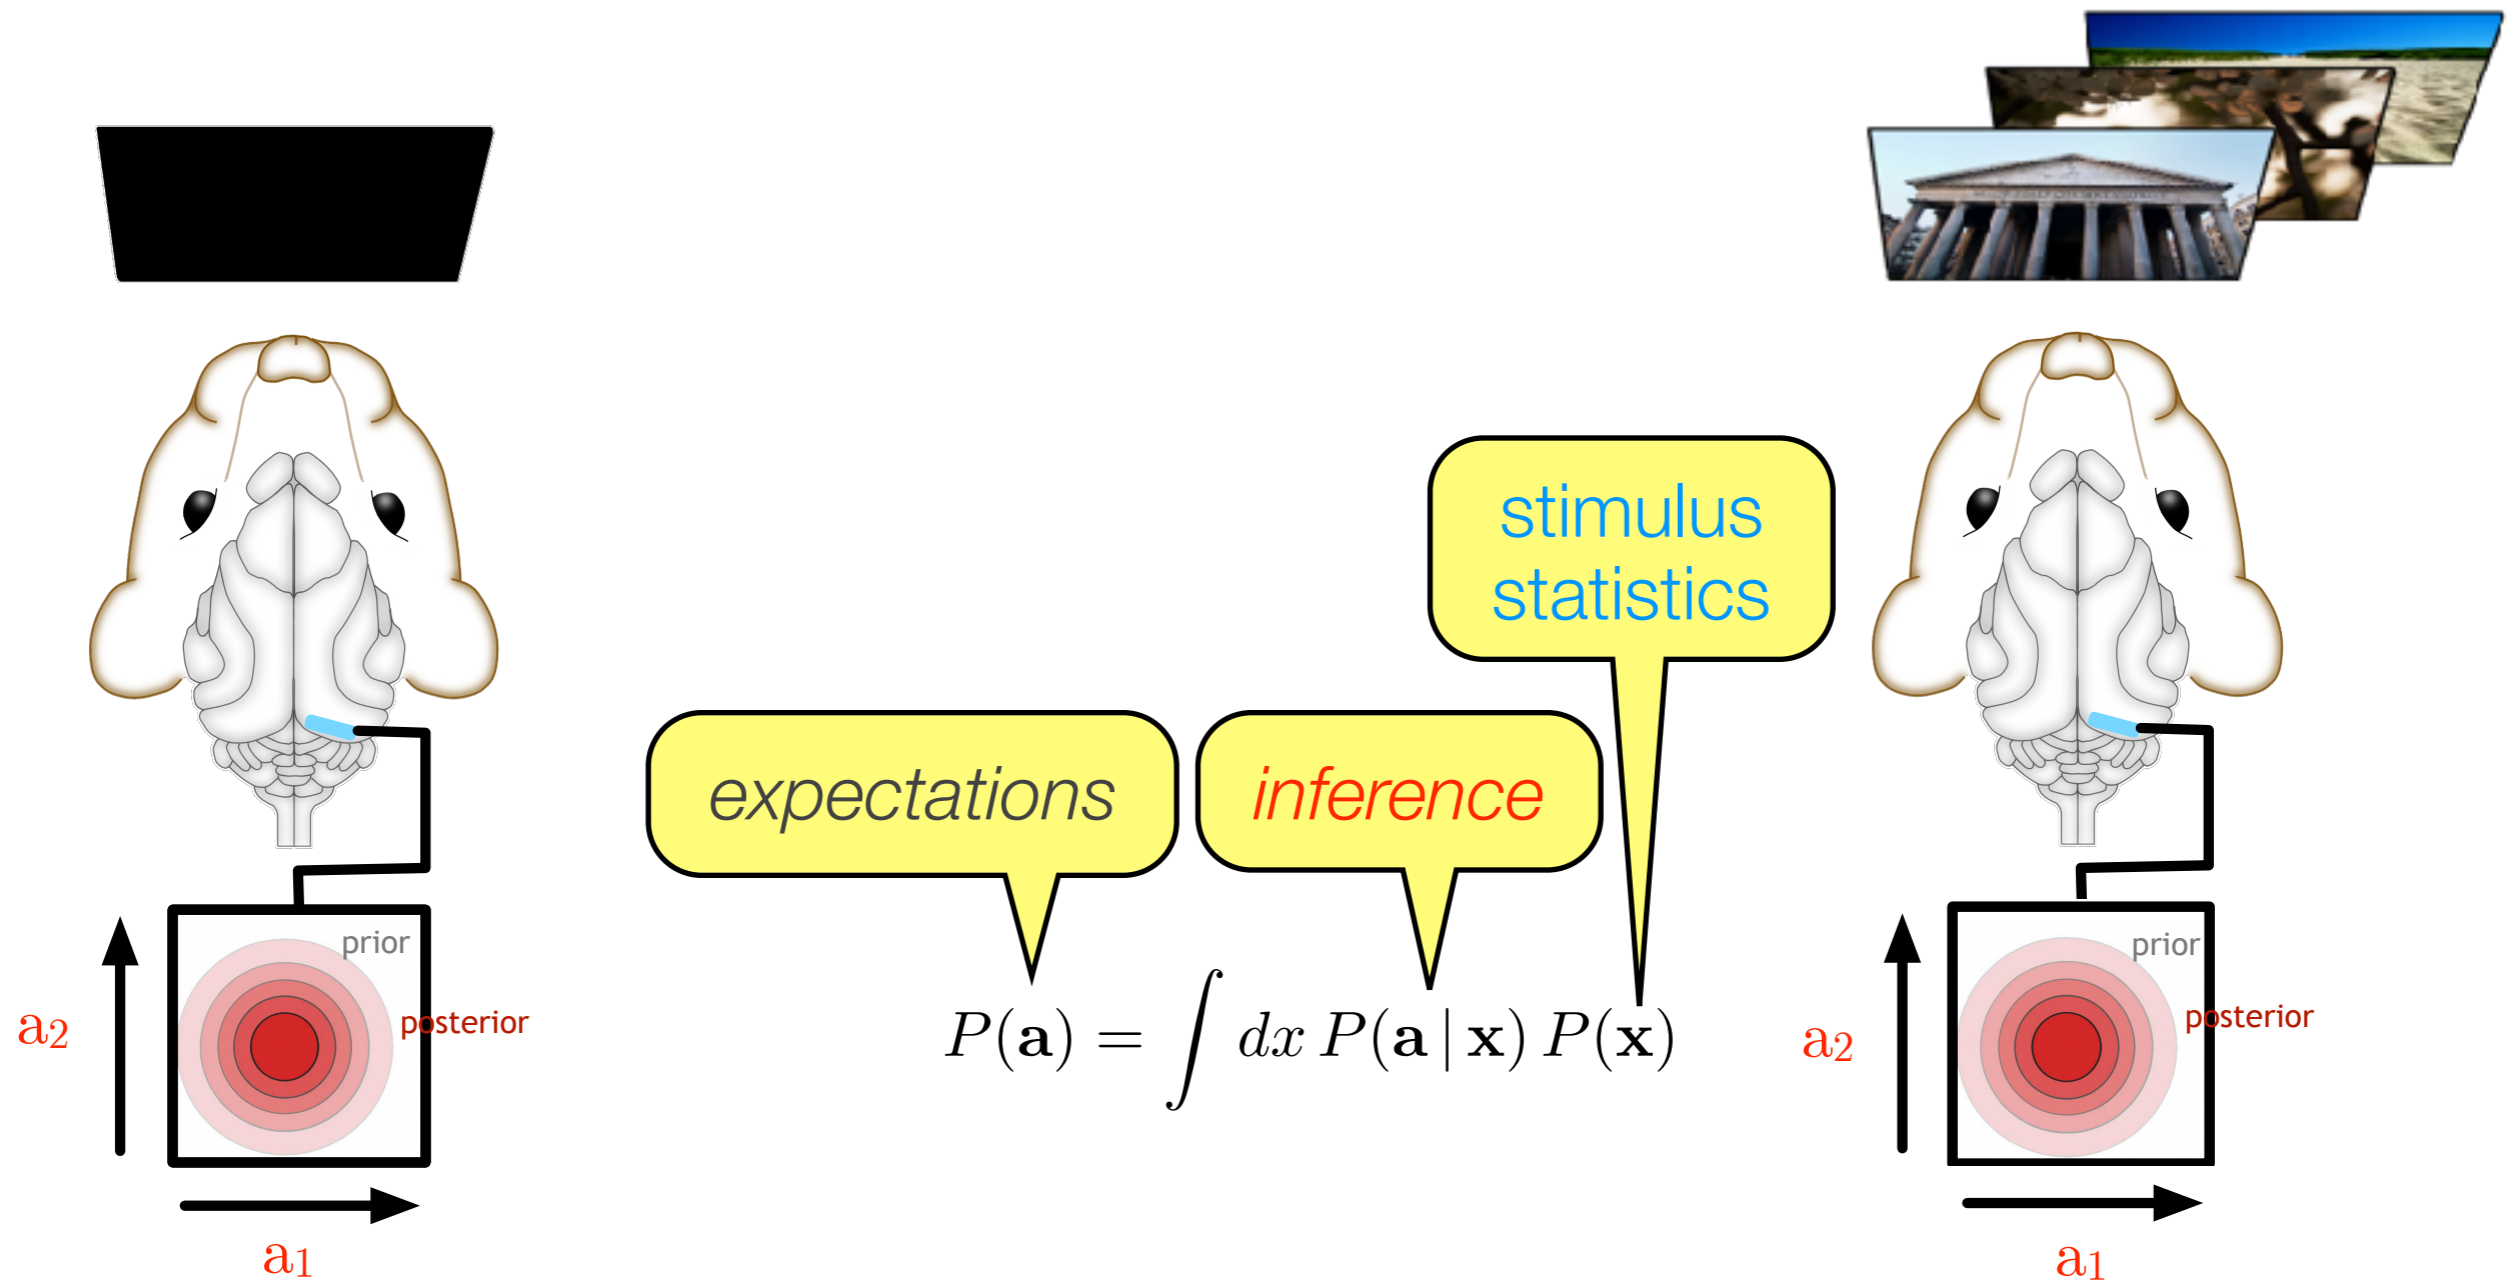 stimulus
statistics
expectations
inference
prior
posterior
a₂
a₁
P(a) = ∫ dx P(a | x) P(x)
prior
posterior
a₂
a₁